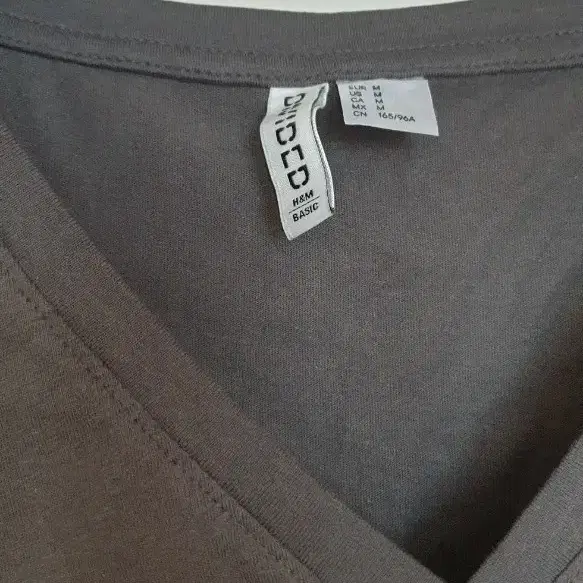 DIVIDED
H&M
BASIC
EUR M
US M
CA M
MX M
CN 165/96A